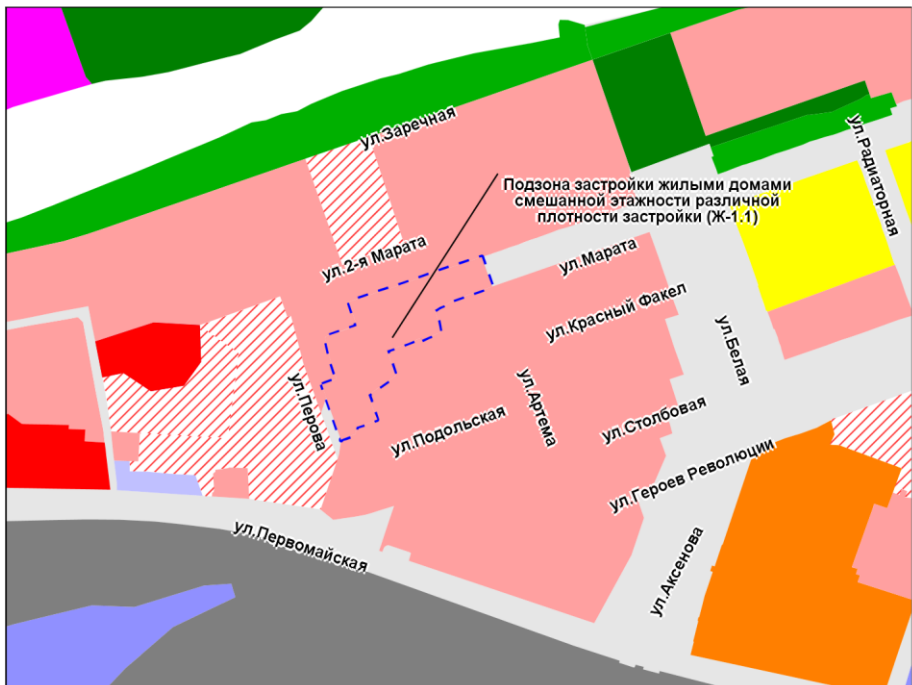 ул.Заречная
ул.Радиаторная
Подзона застройки жилыми домами
смешанной этажности различной
плотности застройки (Ж-1.1)
ул.2-я Марата
ул.Марата
ул.Красный Факел
ул.Белая
ул.Перова
ул.Артема
ул.Подольская
ул.Столбовая
ул.Героев Революции
ул.Первомайская
ул.Аксенова